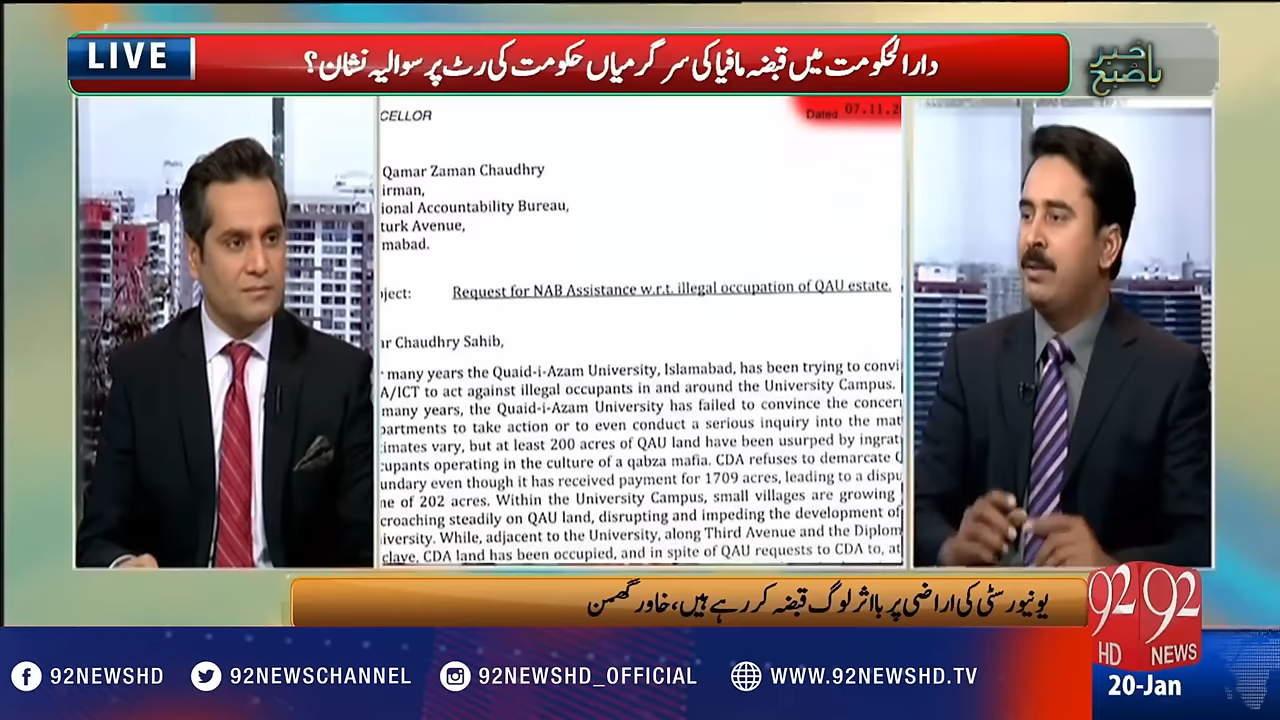 LIVE
دارالحکومت میں قبضہ مافیا کی سرگرمیاں حکومت کی رٹ پر سوالیہ نشان؟
باخبر صبح
CELLOR
Dated 07.11.2
Qamar Zaman Chaudhry
irman,
ional Accountability Bureau,
turk Avenue,
mabad.
ject: Request for NAB Assistance w.r.t. illegal occupation of QAU estate.
r Chaudhry Sahib,
many years the Quaid-i-Azam University, Islamabad, has been trying to convi
A/ICT to act against illegal occupants in and around the University Campus.
many years, the Quaid-i-Azam University has failed to convince the concern
partments to take action or to even conduct a serious inquiry into the mat
timates vary, but at least 200 acres of QAU land have been usurped by ingrat
cupants operating in the culture of a qabza mafia. CDA refuses to demarcate Q
undary even though it has received payment for 1709 acres, leading to a dispu
ne of 202 acres. Within the University Campus, small villages are growing
croaching steadily on QAU land, disrupting and impeding the development of
iversity. While, adjacent to the University, along Third Avenue and the Diplom
clave, CDA land has been occupied, and in spite of QAU requests to CDA to, at
یونیورسٹی کی اراضی پر بااثر لوگ قبضہ کر رہے ہیں، خاور گھمن
92 92
HD NEWS
92NEWSHD
92NEWSCHANNEL
92NEWSHD_OFFICIAL
WWW.92NEWSHD.TV
20-Jan